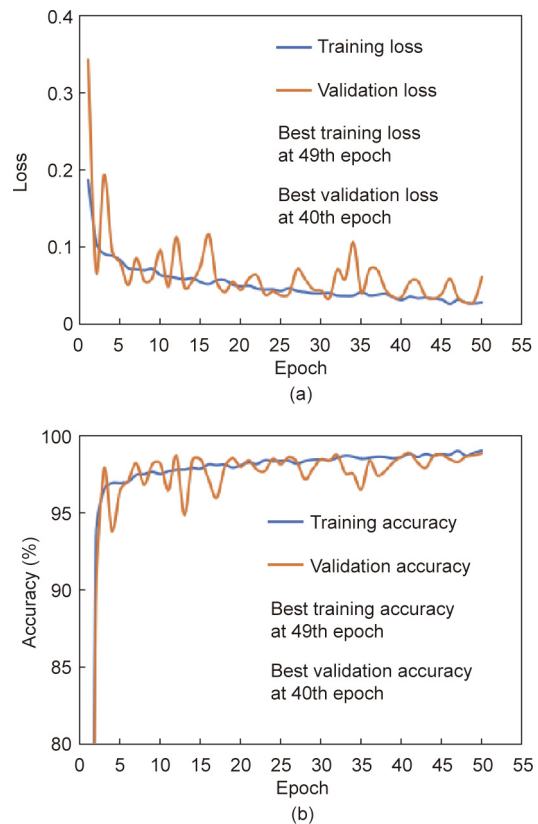 0.4
0.3
0.2
0.1
0
Loss
Training loss
Validation loss
Best training loss
at 49th epoch
Best validation loss
at 40th epoch
0 5 10 15 20 25 30 35 40 45 50 55
Epoch
(a)
100
95
90
85
80
Accuracy (%)
Training accuracy
Validation accuracy
Best training accuracy
at 49th epoch
Best validation accuracy
at 40th epoch
0 5 10 15 20 25 30 35 40 45 50 55
Epoch
(b)